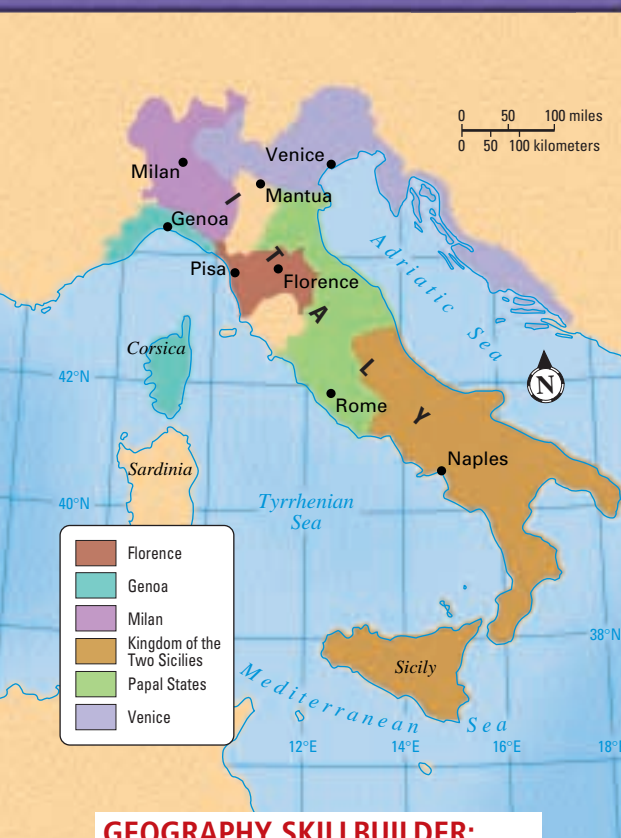 0 50 100 miles
0 50 100 kilometers
Venice
Milan
Mantua
Genoa
Pisa
Florence
ITALY
Adriatic Sea
Corsica
42°N
N
Rome
Naples
Sardinia
40°N
Tyrrhenian
Sea
Florence
Genoa
Milan
Kingdom of the
Two Sicilies
Papal States
Venice
38°N
Sicily
Mediterranean Sea
12°E 14°E 16°E 18°
GEOGRAPHY SKILLBUILDER: